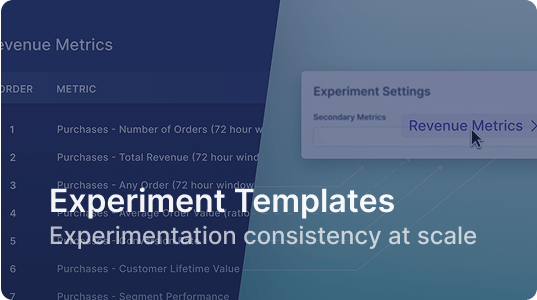 evenue Metrics
ORDER METRIC
1 Purchases - Number of Orders (72 hour w
2 Purchases - Total Revenue (72 hour wind
3 Purchases - Any Order (72 hour window
4 Purchases - Average Order Value (ratio
5 Purchases -
6 Purchases - Customer Lifetime Value
7 Purchases - Segment Performance
Experiment Settings
Secondary Metrics
Revenue Metrics
Experiment Templates
Experimentation consistency at scale